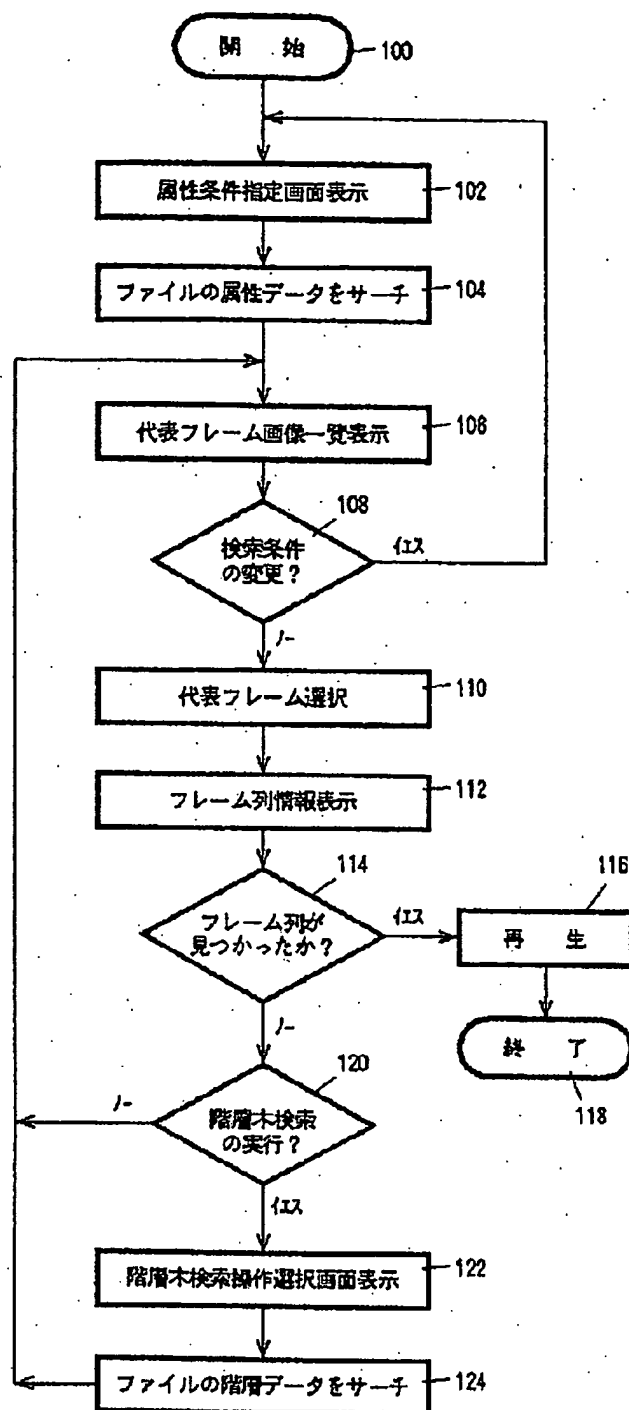 開 始
100
属性条件指定画面表示
102
ファイルの属性データをサーチ
104
代表フレーム画像一覧表示
106
108
検索条件
の変更?
イエス
ノー
代表フレーム選択
110
フレーム列情報表示
112
114
フレーム列が
見つかったか?
イエス
116
再 生
ノー
終 了
118
120
階層木検索
の実行?
ノー
イエス
階層木検索操作選択画面表示
122
ファイルの階層データをサーチ
124